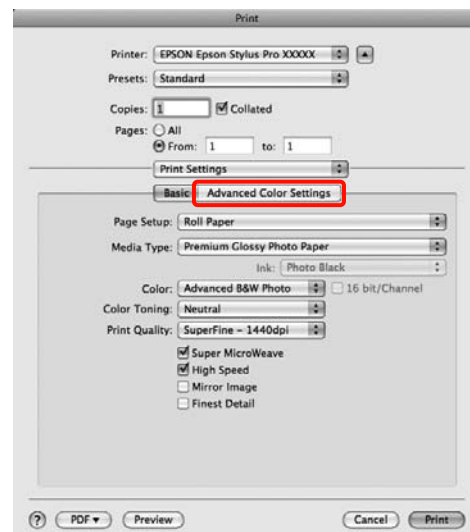 Print
Printer: EPSON Epson Stylus Pro XXXXX
Presets: Standard
Copies: 1 Collated
Pages: All
From: 1 to: 1
Print Settings
Basic Advanced Color Settings
Page Setup: Roll Paper
Media Type: Premium Glossy Photo Paper
Ink: Photo Black
Color: Advanced B&W Photo 16 bit/Channel
Color Toning: Neutral
Print Quality: SuperFine – 1440dpi
Super MicroWeave
High Speed
Mirror Image
Finest Detail
? PDF Preview Cancel Print